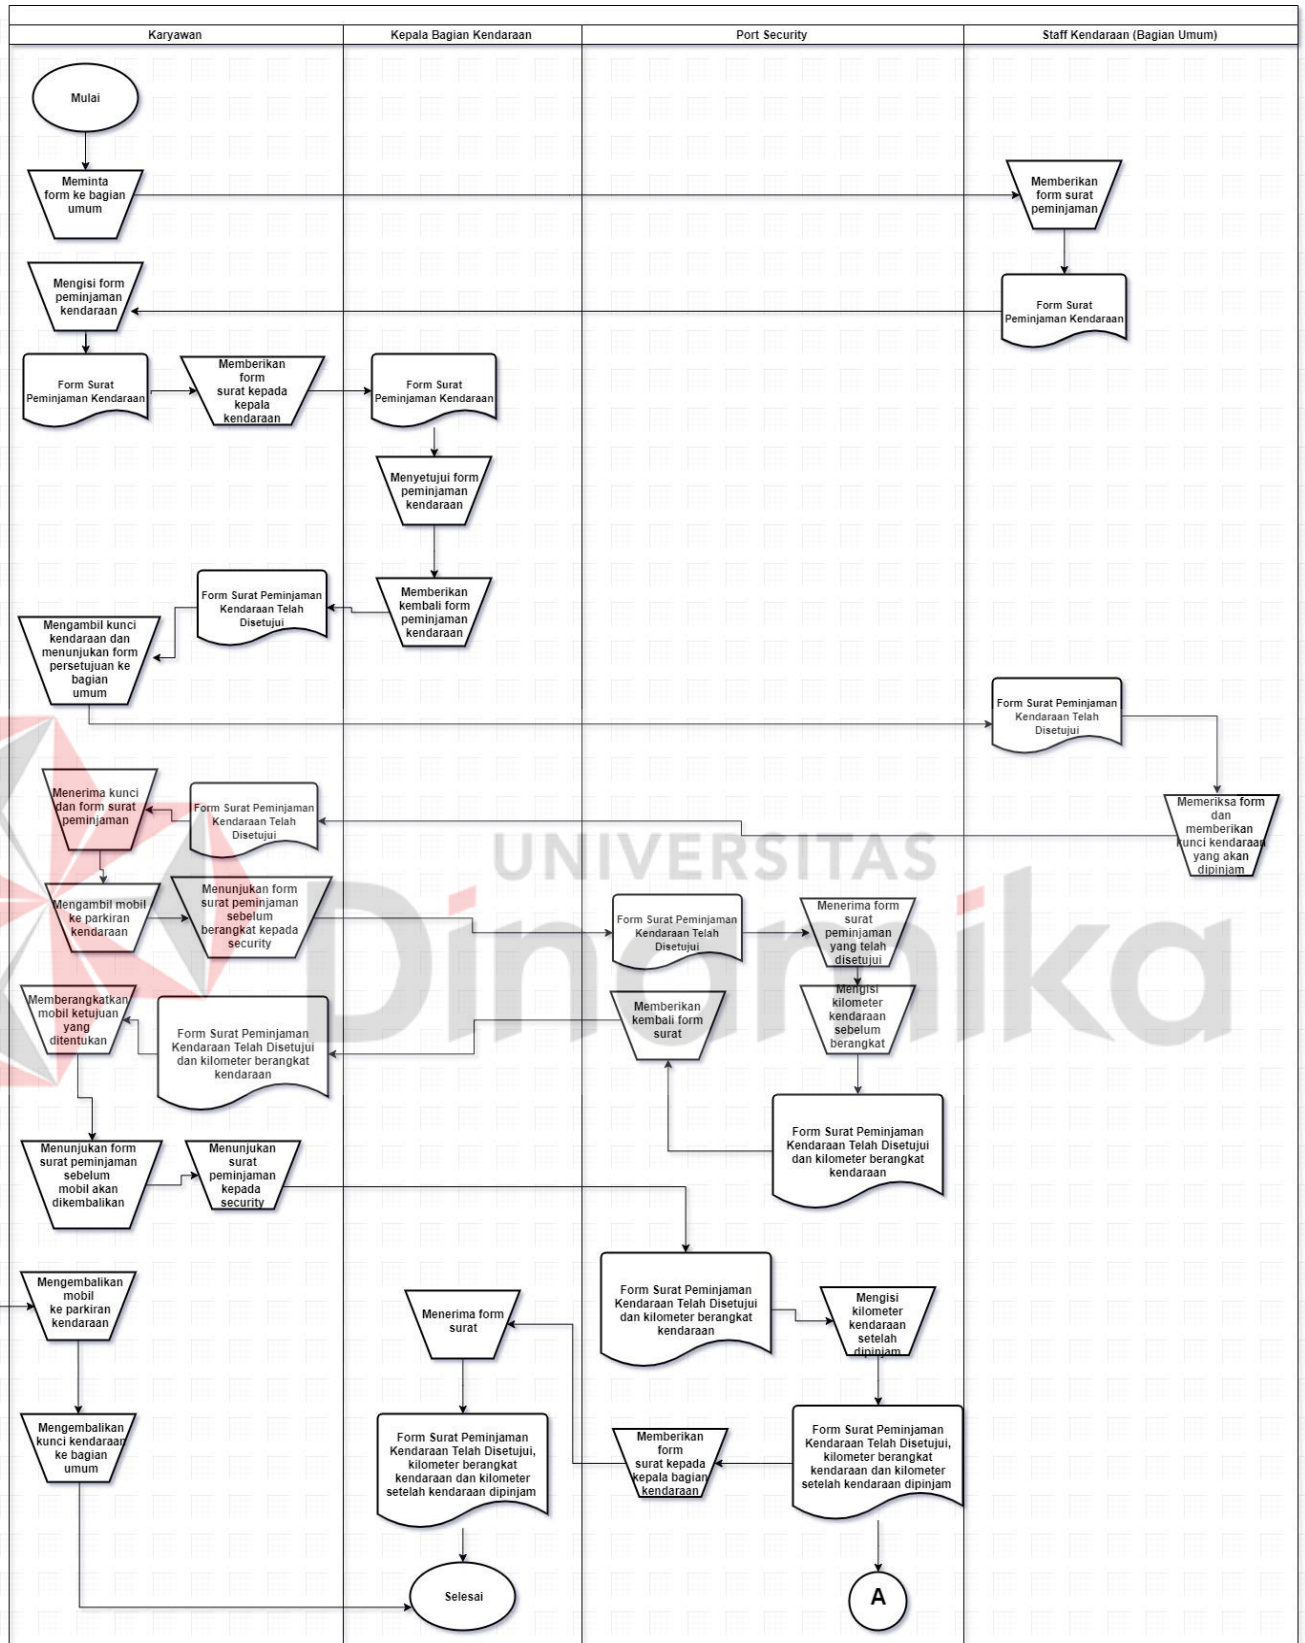 Karyawan
Kepala Bagian Kendaraan
Port Security
Staff Kendaraan (Bagian Umum)
Mulai
Meminta
form ke bagian
umum
Memberikan
form surat
peminjaman
Mengisi form
peminjaman
kendaraan
Form Surat
Peminjaman Kendaraan
Form Surat
Peminjaman Kendaraan
Memberikan
form
surat kepada
kepala
kendaraan
Form Surat
Peminjaman Kendaraan
Menyetujui form
peminjaman
kendaraan
Memberikan
kembali form
peminjaman
kendaraan
Form Surat Peminjaman
Kendaraan Telah
Disetujui
Mengambil kunci
kendaraan dan
menunjukan form
persetujuan ke
bagian
umum
Form Surat Peminjaman
Kendaraan Telah
Disetujui
Memeriksa form
dan
memberikan
kunci kendaraan
yang akan
dipinjam
Form Surat Peminjaman
Kendaraan Telah
Disetujui
Menerima kunci
dan form surat
peminjaman
UNIVERSITAS
Dinamika
Mengambil mobil
ke parkiran
kendaraan
Menunjukan form
surat peminjaman
sebelum
berangkat kepada
security
Form Surat Peminjaman
Kendaraan Telah
Disetujui
Menerima form
surat
peminjaman
yang telah
disetujui
Mengisi
kilometer
kendaraan
sebelum
berangkat
Memberikan
kembali form
surat
Form Surat Peminjaman
Kendaraan Telah Disetujui
dan kilometer berangkat
kendaraan
Memberangkatkan
mobil ketujuan
yang
ditentukan
Form Surat Peminjaman
Kendaraan Telah Disetujui
dan kilometer berangkat
kendaraan
Menunjukan form
surat peminjaman
sebelum
mobil akan
dikembalikan
Menunjukan
surat
peminjaman
kepada
security
Form Surat Peminjaman
Kendaraan Telah Disetujui
dan kilometer berangkat
kendaraan
Mengisi
kilometer
kendaraan
setelah
dipinjam
Mengembalikan
mobil
ke parkiran
kendaraan
Menerima form
surat
Form Surat Peminjaman
Kendaraan Telah Disetujui,
kilometer berangkat
kendaraan dan kilometer
setelah kendaraan dipinjam
Memberikan
form
surat kepada
kepala bagian
kendaraan
Form Surat Peminjaman
Kendaraan Telah Disetujui,
kilometer berangkat
kendaraan dan kilometer
setelah kendaraan dipinjam
Mengembalikan
kunci kendaraan
ke bagian
umum
Selesai
A